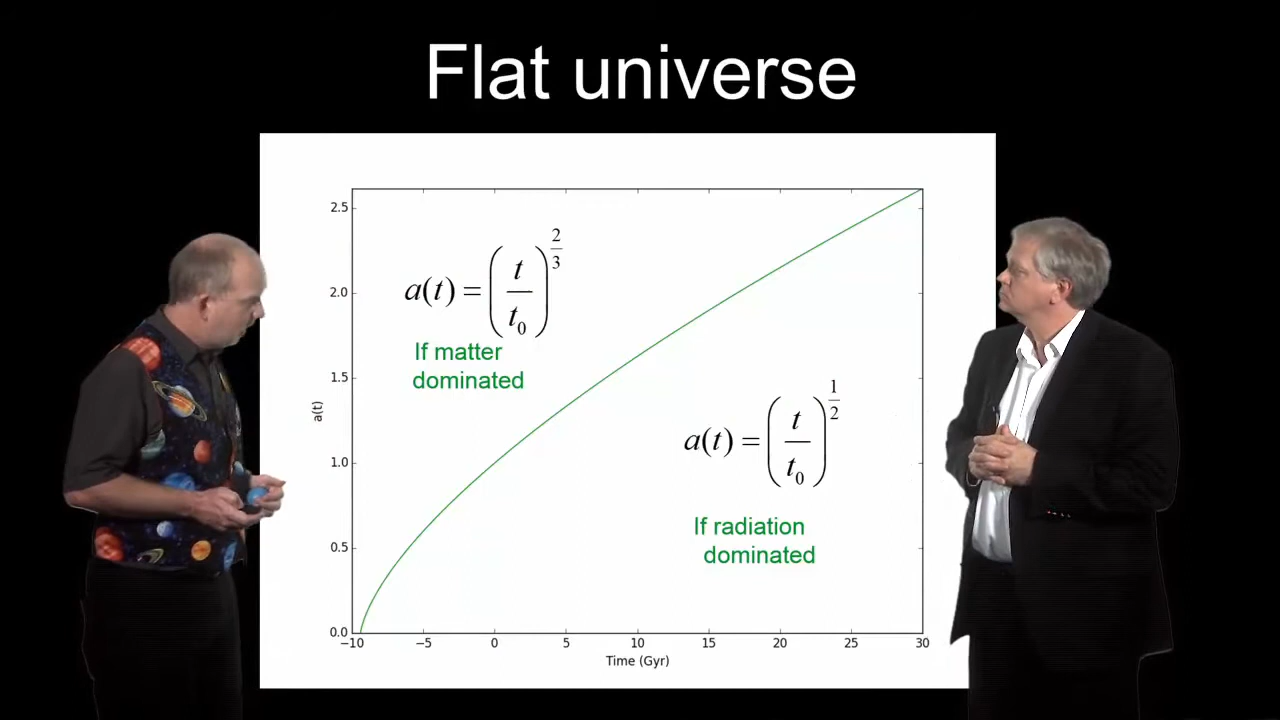 Flat universe
a(t) = (t/t₀)^(2/3)
If matter
dominated
a(t) = (t/t₀)^(1/2)
If radiation
dominated
a(t)
2.5
2.0
1.5
1.0
0.5
0.0
−10 −5 0 5 10 15 20 25 30
Time (Gyr)